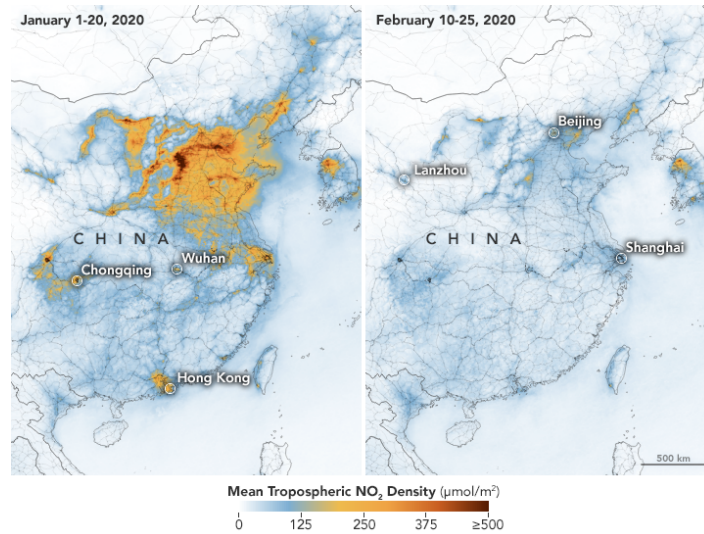 January 1-20, 2020
CHINA
Chongqing
Wuhan
Hong Kong
February 10-25, 2020
Beijing
Lanzhou
CHINA
Shanghai
500 km
Mean Tropospheric NO₂ Density (μmol/m²)
0 125 250 375 ≥500